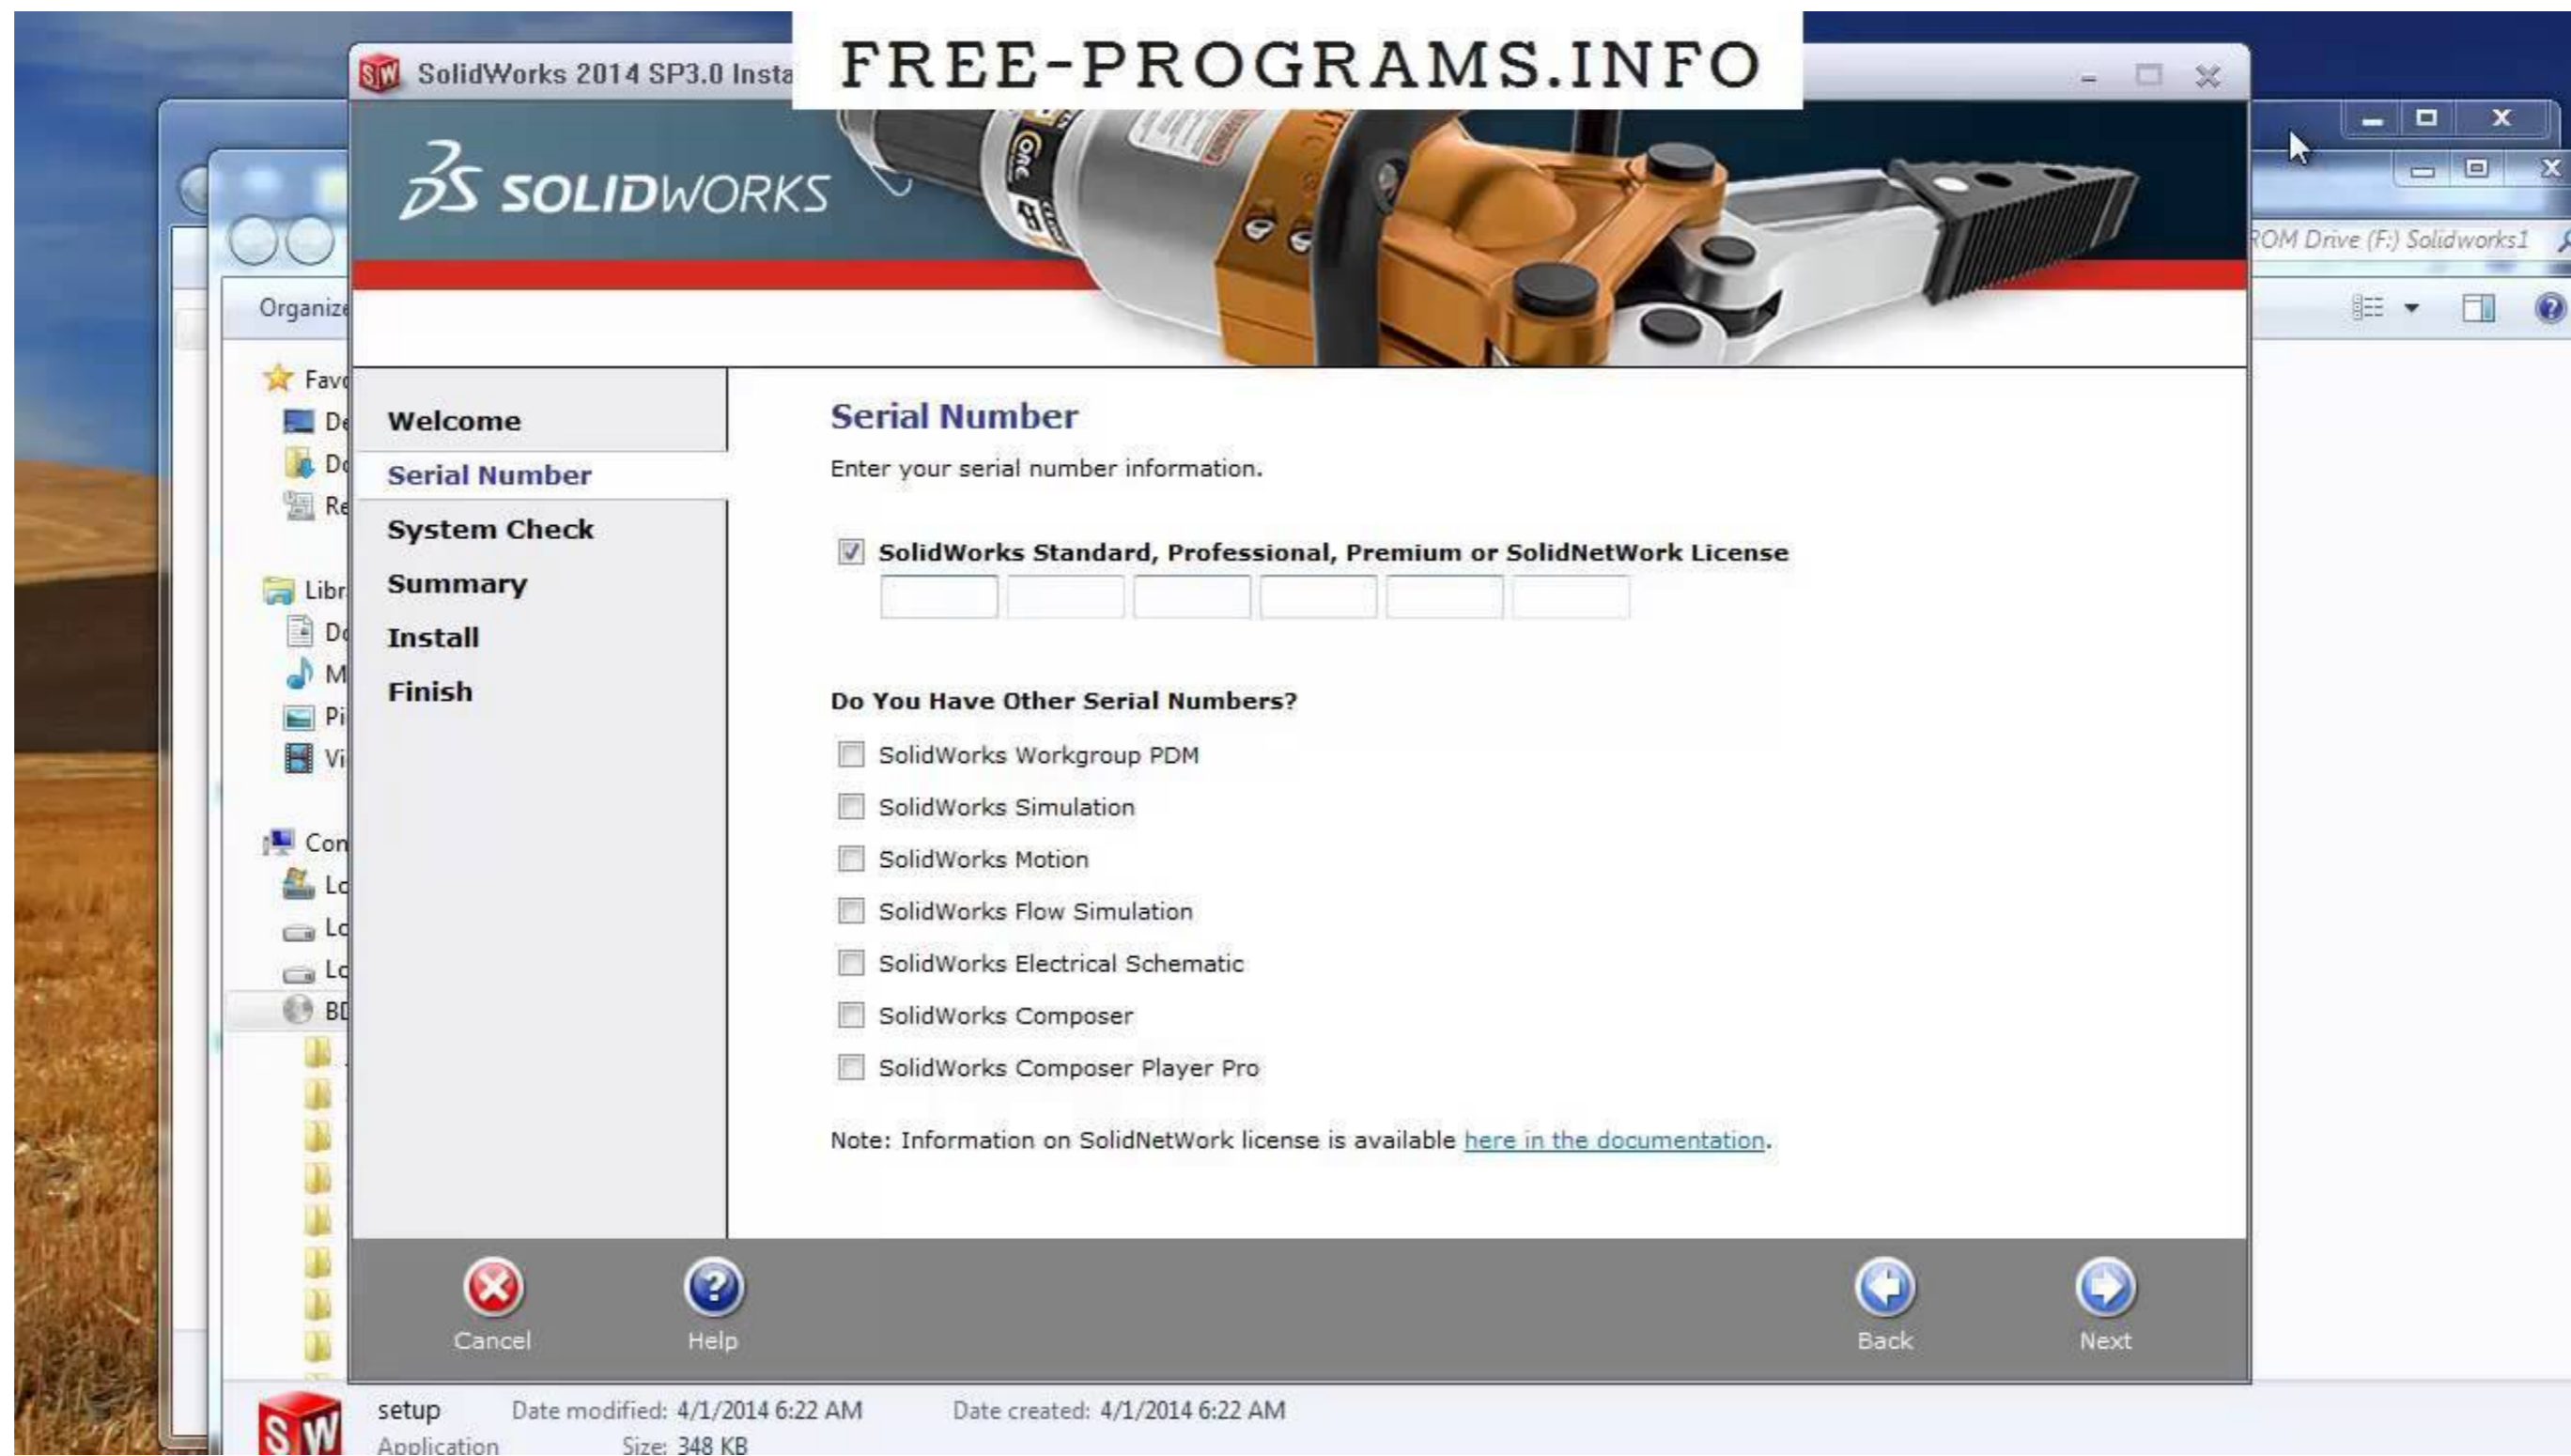 FREE-PROGRAMS.INFO
SolidWorks 2014 SP3.0
SOLIDWORKS
ROM Drive (F:) Solidworks1
Organize
Welcome
Serial Number
System Check
Summary
Install
Finish
Serial Number
Enter your serial number information.
SolidWorks Standard, Professional, Premium or SolidNetWork License
Do You Have Other Serial Numbers?
SolidWorks Workgroup PDM
SolidWorks Simulation
SolidWorks Motion
SolidWorks Flow Simulation
SolidWorks Electrical Schematic
SolidWorks Composer
SolidWorks Composer Player Pro
Note: Information on SolidNetWork license is available here in the documentation.
Cancel
Help
Back
Next
SW
setup Date modified: 4/1/2014 6:22 AM Date created: 4/1/2014 6:22 AM
Application Size: 348 KB